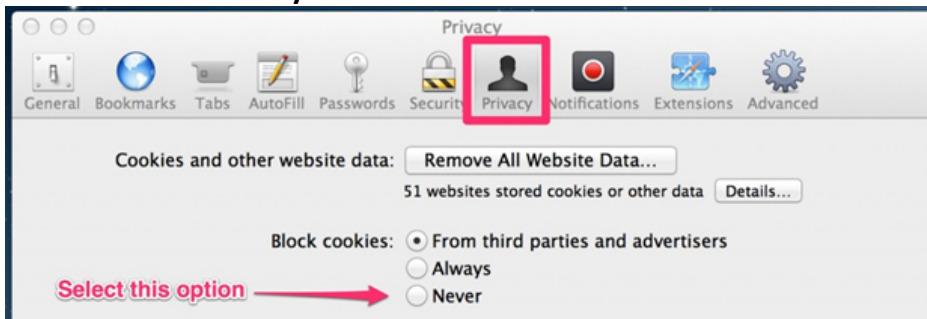 Privacy
General Bookmarks Tabs AutoFill Passwords Security Privacy Notifications Extensions Advanced
Cookies and other website data: Remove All Website Data...
51 websites stored cookies or other data Details...
Block cookies: From third parties and advertisers
Always
Select this option Never